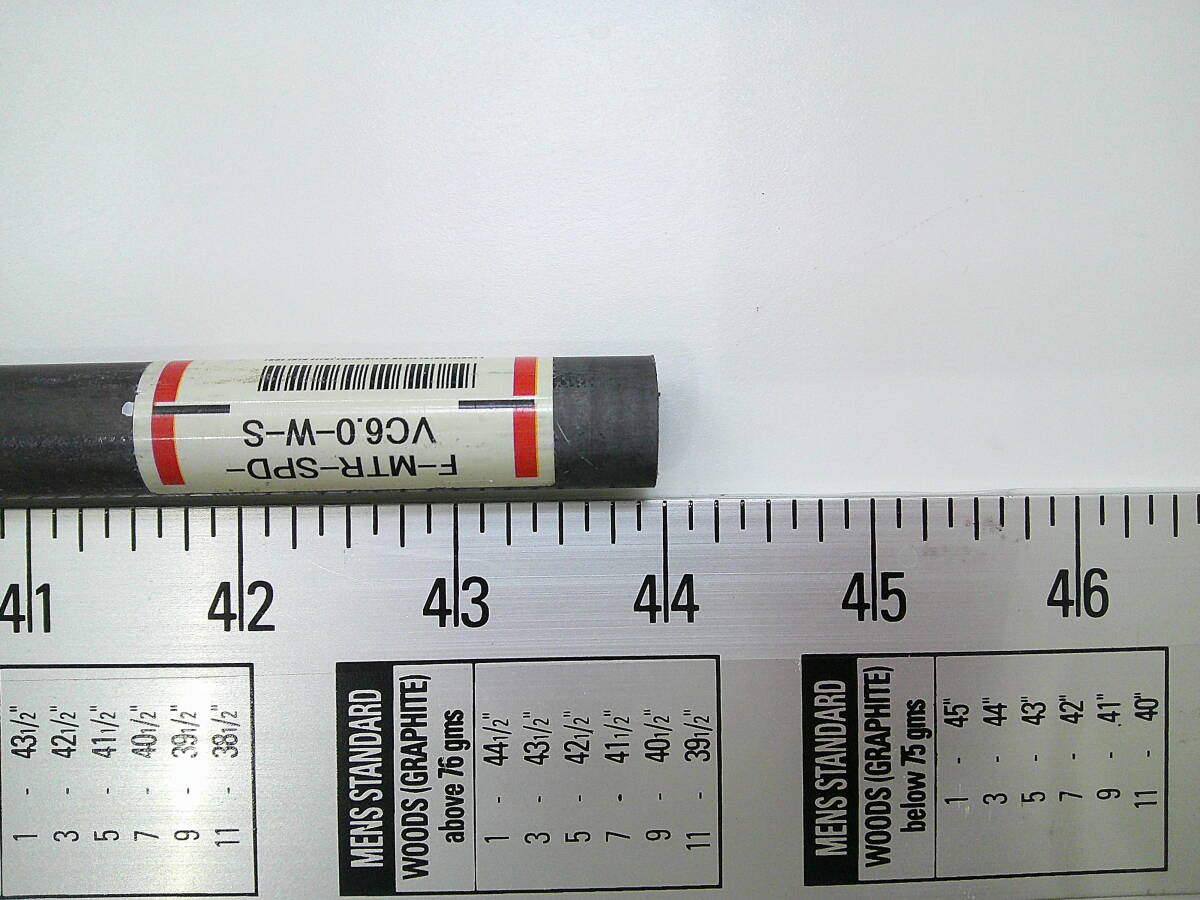 F-MTR-SPD-
VC6.0-W-S
41 42 43 44 45 46
1 - 43 1/2"
3 - 42 1/2"
5 - 41 1/2"
7 - 40 1/2"
9 - 39 1/2"
11 - 38 1/2"
MENS STANDARD
WOODS (GRAPHITE)
above 76 gms
1 - 44 1/2"
3 - 43 1/2"
5 - 42 1/2"
7 - 41 1/2"
9 - 40 1/2"
11 - 39 1/2"
MENS STANDARD
WOODS (GRAPHITE)
below 75 gms
1 - 45"
3 - 44"
5 - 43"
7 - 42"
9 - 41"
11 - 40"